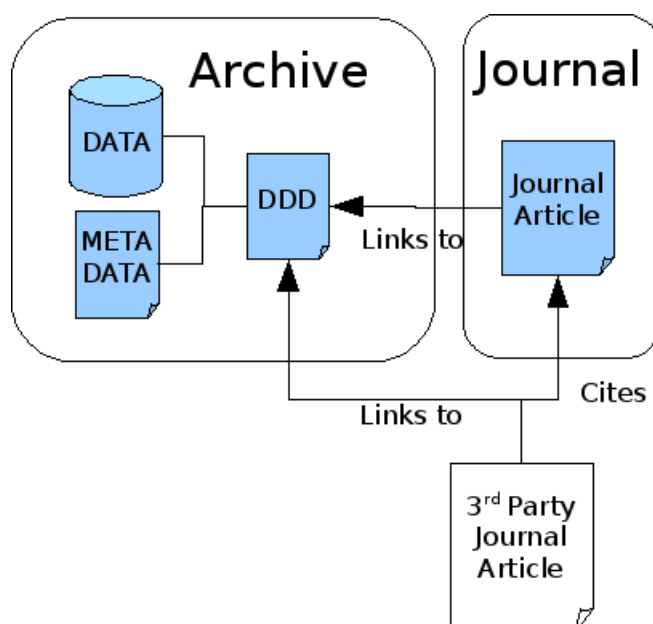 Archive
Journal
DATA
META
DATA
DDD
Links to
Journal
Article
Links to
Cites
3rd Party
Journal
Article